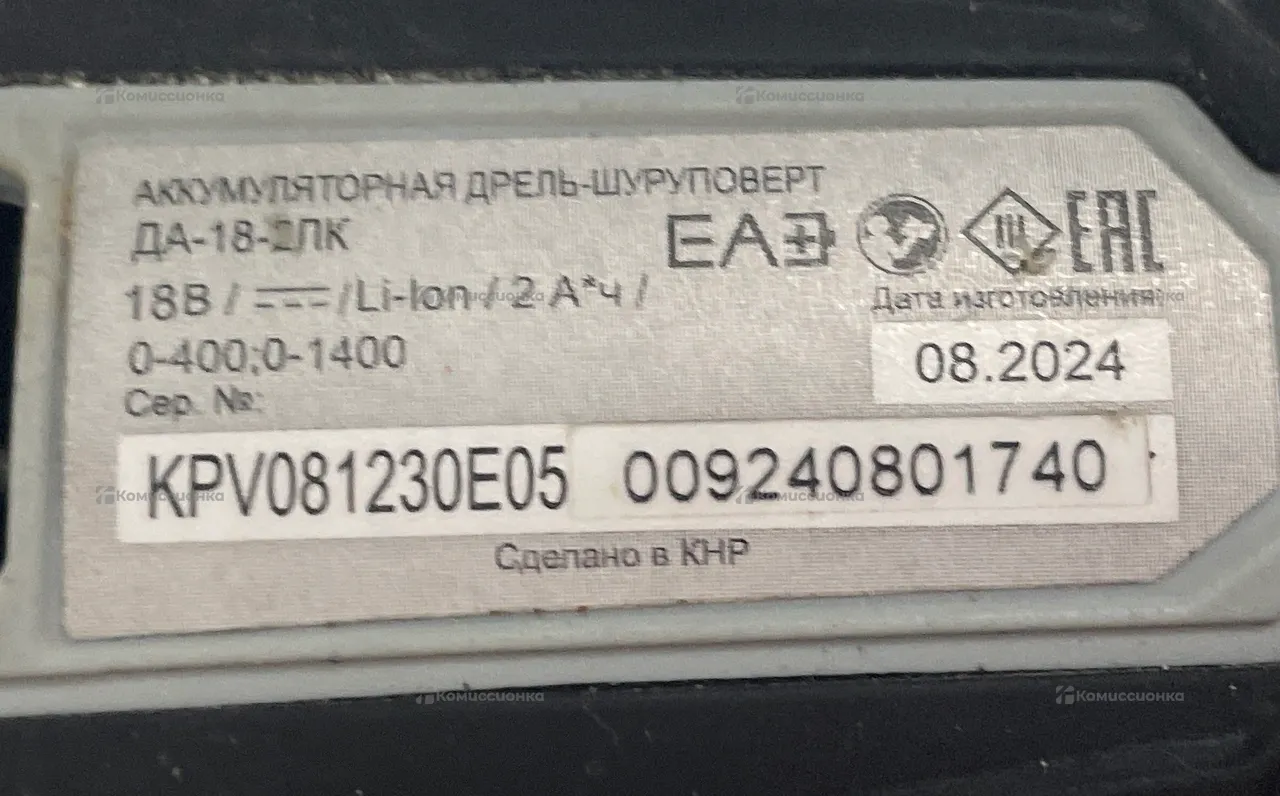 АККУМУЛЯТОРНАЯ ДРЕЛЬ-ШУРУПОВЕРТ
ДА-18-2ЛК
EAC
18В / /Li-Ion / 2 А*ч /
Дата изготовления:
0-400;0-1400
08.2024
Сер. №:
KPV081230E05 009240801740
Сделано в КНР
Комиссионка
Комиссионка
Комиссионка
Комиссионка
Комиссионка
Комиссионка